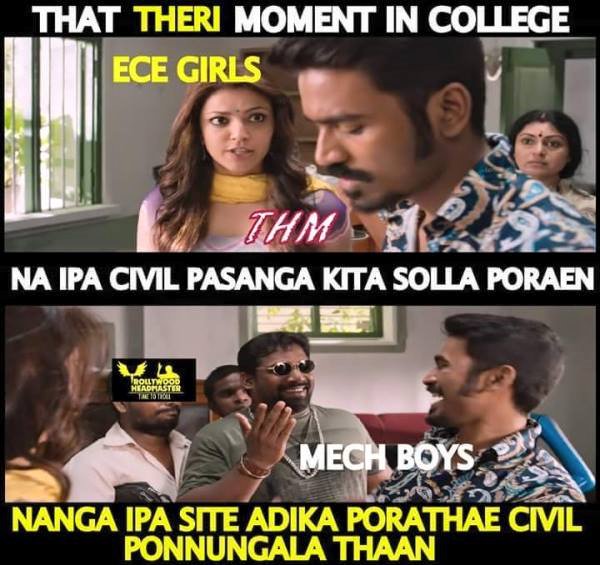 THAT THERI MOMENT IN COLLEGE
ECE GIRLS
THM
NA IPA CIVIL PASANGA KITA SOLLA PORAEN
TROLLYWOOD
HEADMASTER
TIME TO TROLL
MECH BOYS
NANGA IPA SITE ADIKA PORATHAE CIVIL
PONNUNGALA THAAN